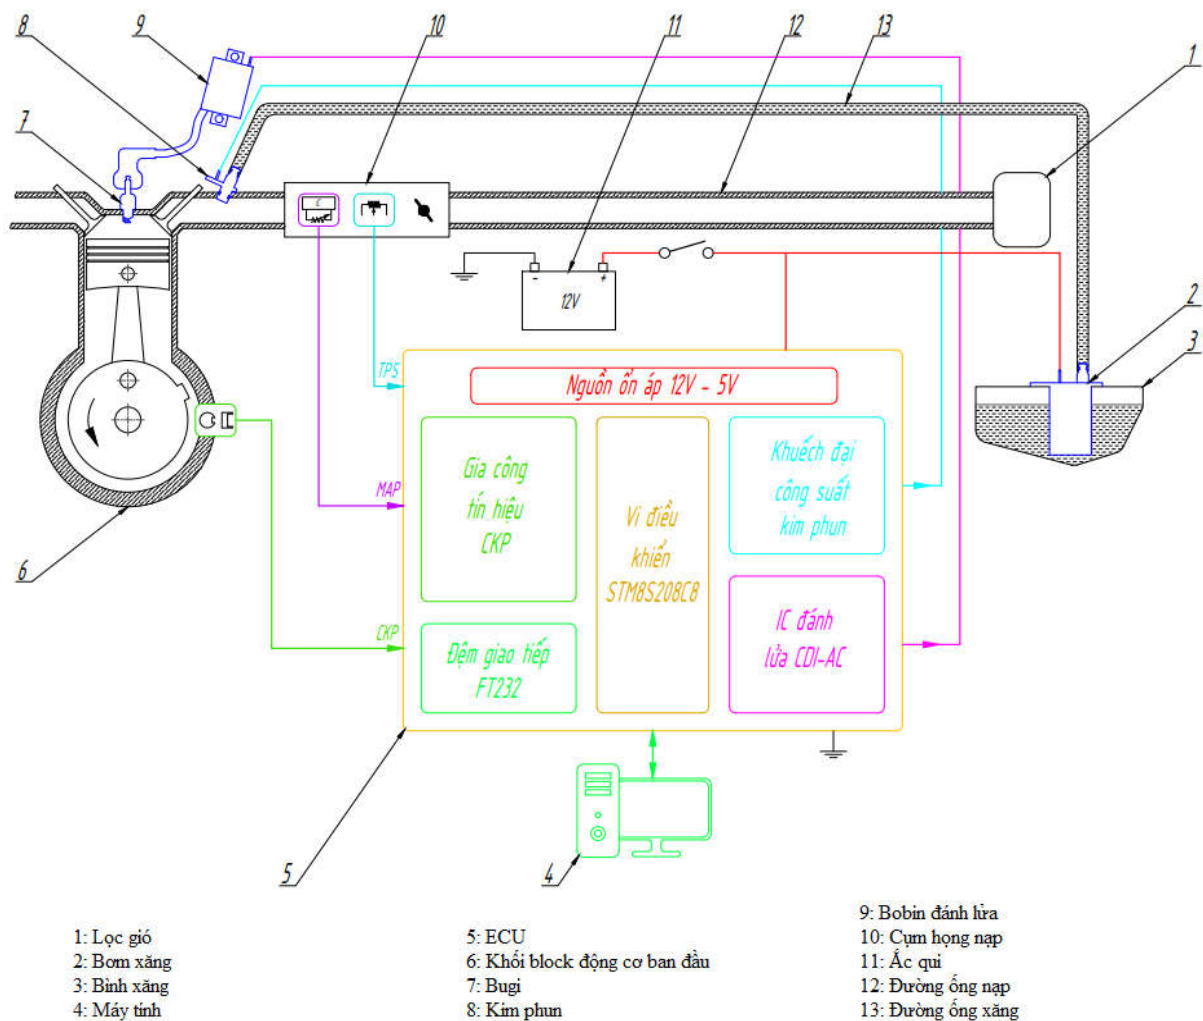 8
9
10
11
12
13
1
7
12V
-
+
2
3
TPS
Nguồn ổn áp 12V - 5V
Gia công
tín hiệu
CKP
Vi điều
khiển
STM8S208C8
Khuếch đại
công suất
kim phun
MAP
6
CKP
Đệm giao tiếp
FT232
IC đánh
lửa CDI-AC
5
4
1: Lọc gió
2: Bơm xăng
3: Bình xăng
4: Máy tính
5: ECU
6: Khối block động cơ ban đầu
7: Bugi
8: Kim phun
9: Bobin đánh lửa
10: Cụm họng nạp
11: Ắc qui
12: Đường ống nạp
13: Đường ống xăng